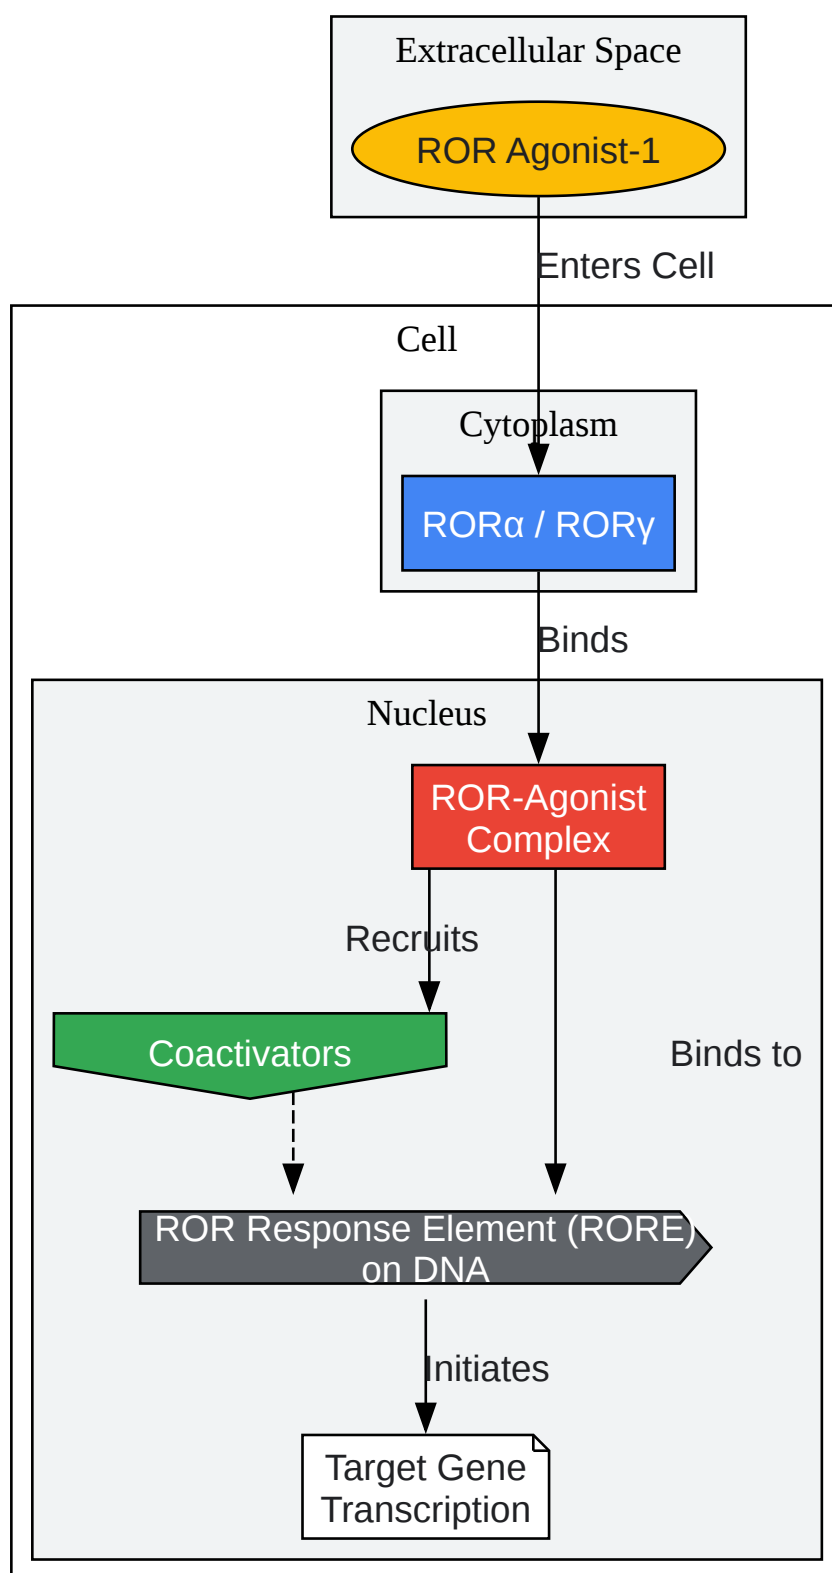 Extracellular Space
ROR Agonist-1
Enters Cell
Cell
Cytoplasm
RORα / RORγ
Binds
Nucleus
ROR-Agonist
Complex
Recruits
Coactivators
Binds to
ROR Response Element (RORE)
on DNA
Initiates
Target Gene
Transcription